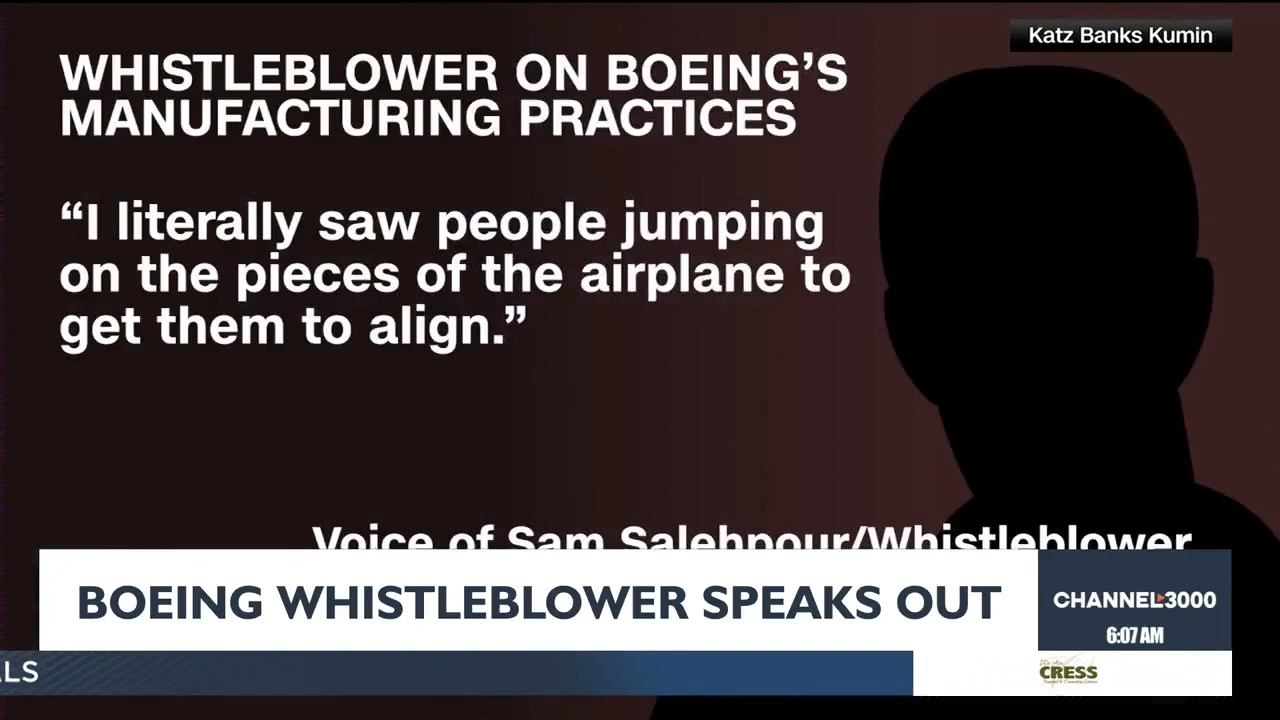 Katz Banks Kumin
WHISTLEBLOWER ON BOEING’S
MANUFACTURING PRACTICES
“I literally saw people jumping
on the pieces of the airplane to
get them to align.”
Voice of Sam Salehpour/Whistleblower
BOEING WHISTLEBLOWER SPEAKS OUT
CHANNEL3000
6:07 AM
ALS
CRESS